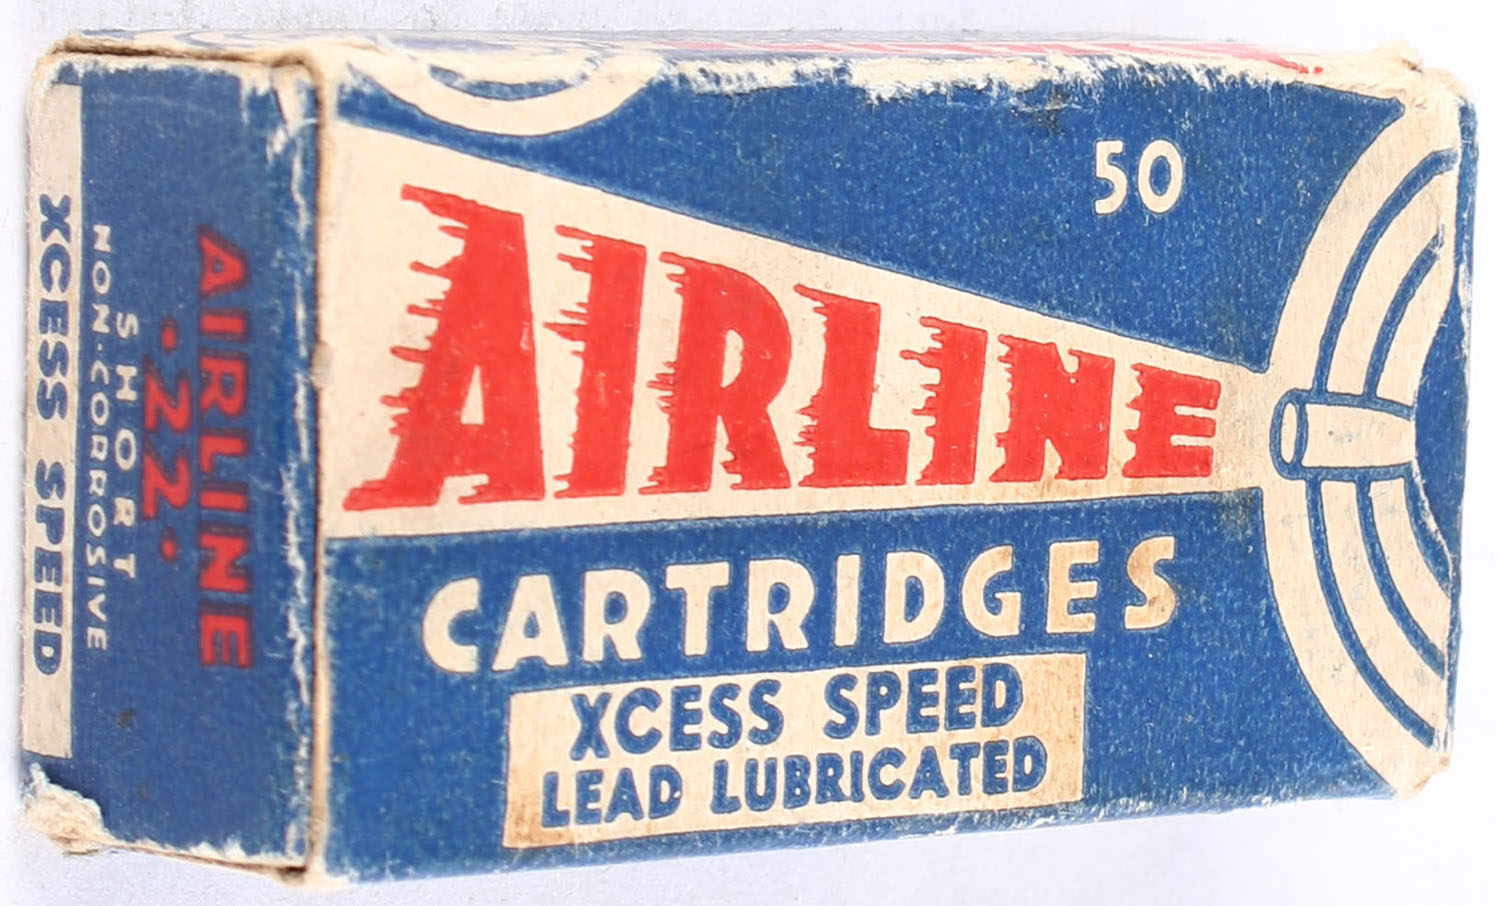 50
AIRLINE
CARTRIDGES
XCESS SPEED
LEAD LUBRICATED
AIRLINE
.22.
SHORT
NON-CORROSIVE
XCESS SPEED